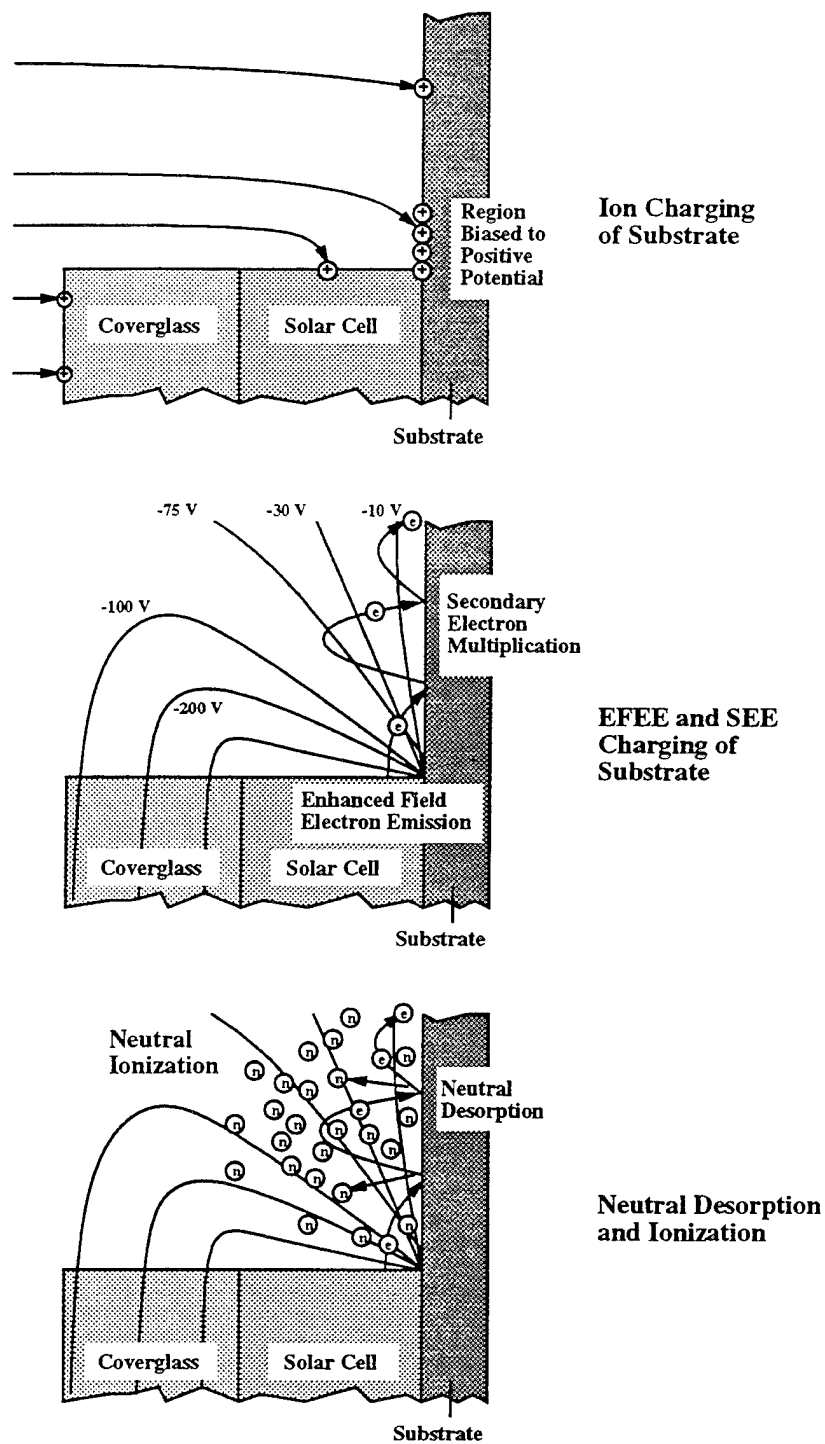 Region
Biased to
Positive
Potential
Ion Charging
of Substrate
Coverglass
Solar Cell
Substrate
-75 V
-30 V
-10 V
e
-100 V
e
Secondary
Electron
Multiplication
-200 V
e
EFEE and SEE
Charging of
Substrate
Enhanced Field
Electron Emission
Coverglass
Solar Cell
Substrate
Neutral
Ionization
Neutral
Desorption
Neutral Desorption
and Ionization
Coverglass
Solar Cell
Substrate